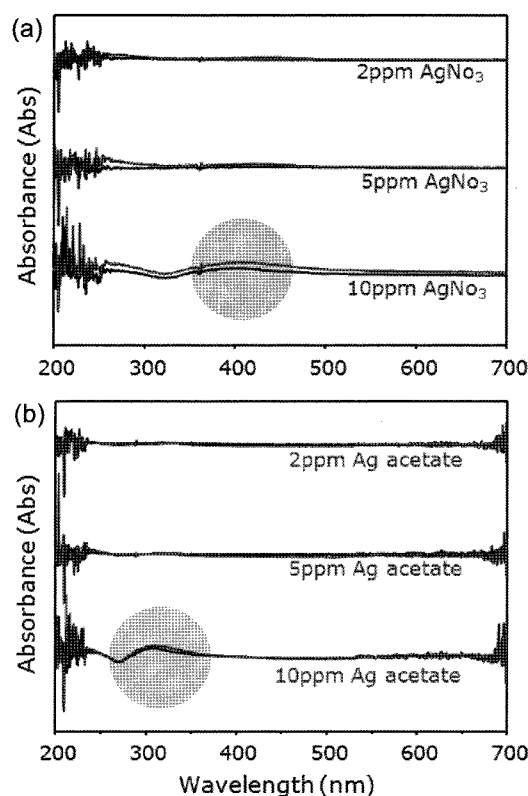 (a)
Absorbance (Abs)
2ppm AgNo₃
5ppm AgNo₃
10ppm AgNo₃
200 300 400 500 600 700
(b)
Absorbance (Abs)
2ppm Ag acetate
5ppm Ag acetate
10ppm Ag acetate
200 300 400 500 600 700
Wavelength (nm)